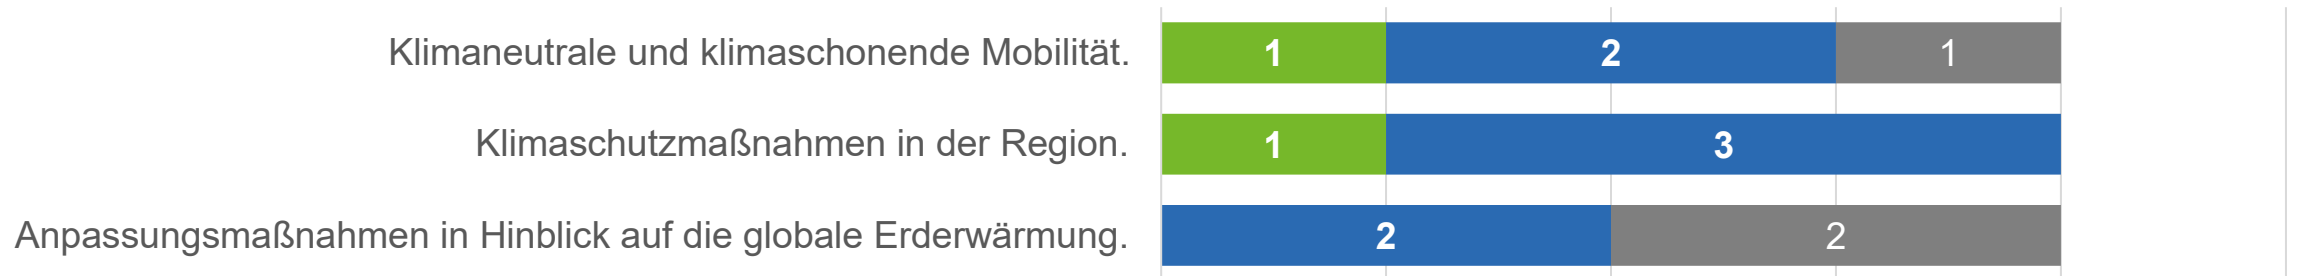 Klimaneutrale und klimaschonende Mobilität. 1 2 1
Klimaschutzmaßnahmen in der Region. 1 3
Anpassungsmaßnahmen in Hinblick auf die globale Erderwärmung. 2 2